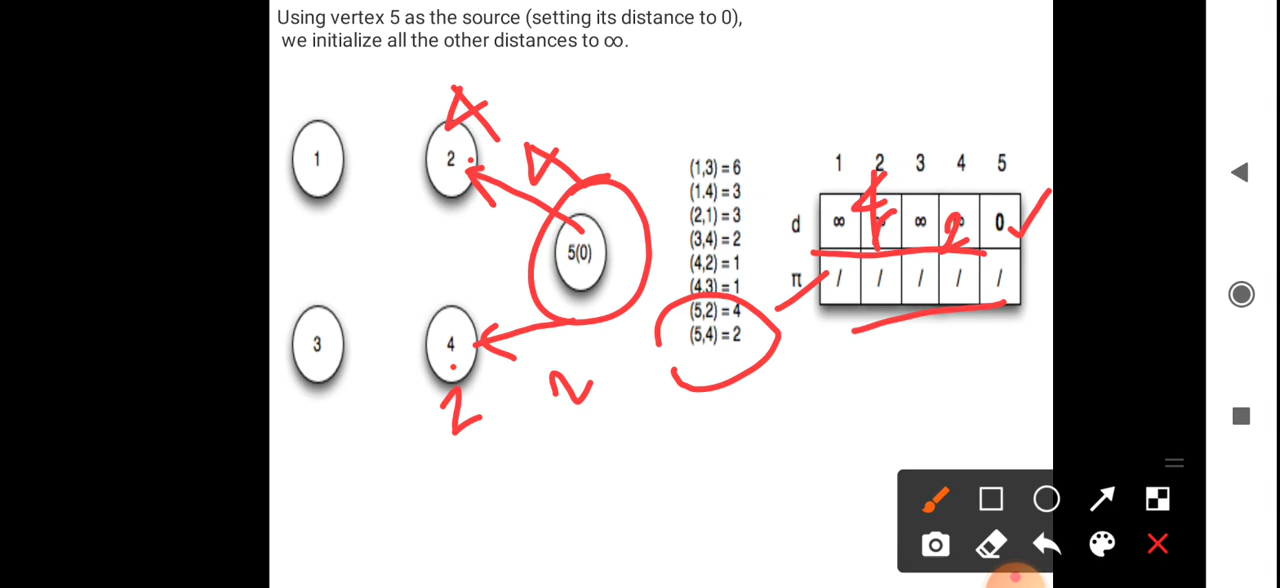 Using vertex 5 as the source (setting its distance to 0),
we initialize all the other distances to ∞.
4
1
2
4
5(0)
3
4
2
2
(1,3) = 6
(1.4) = 3
(2,1) = 3
(3,4) = 2
(4,2) = 1
(4.3) = 1
(5,2) = 4
(5,4) = 2
1 2 3 4 5
d ∞ 4 ∞ 2 0
π / / / / /